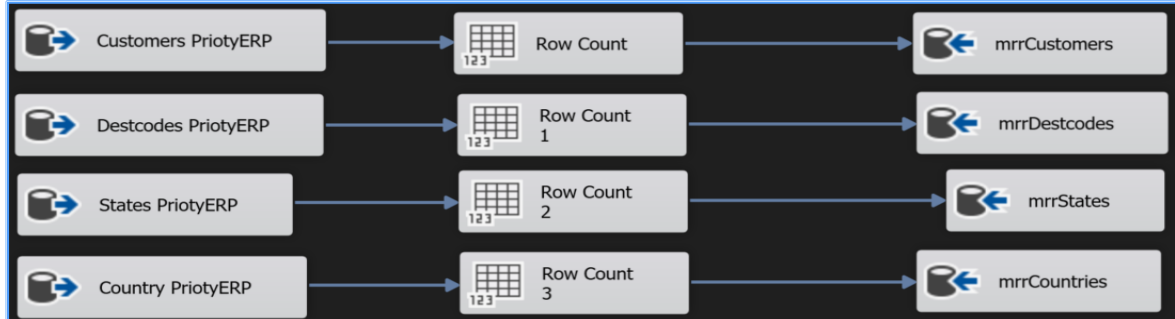 Customers PriotyERP
123
Row Count
mrrCustomers
Destcodes PriotyERP
123
Row Count
1
mrrDestcodes
States PriotyERP
123
Row Count
2
mrrStates
Country PriotyERP
123
Row Count
3
mrrCountries